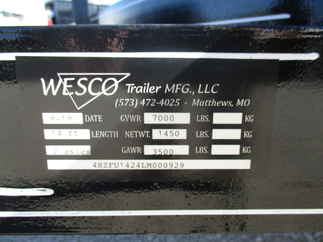 WESCO Trailer MFG., LLC
(573) 472-4025 - Matthews, MO
DATE GVWR 7000 LBS. KG
LENGTH NETWT. 1450 LBS. KG
GAWR 3500 LBS. KG